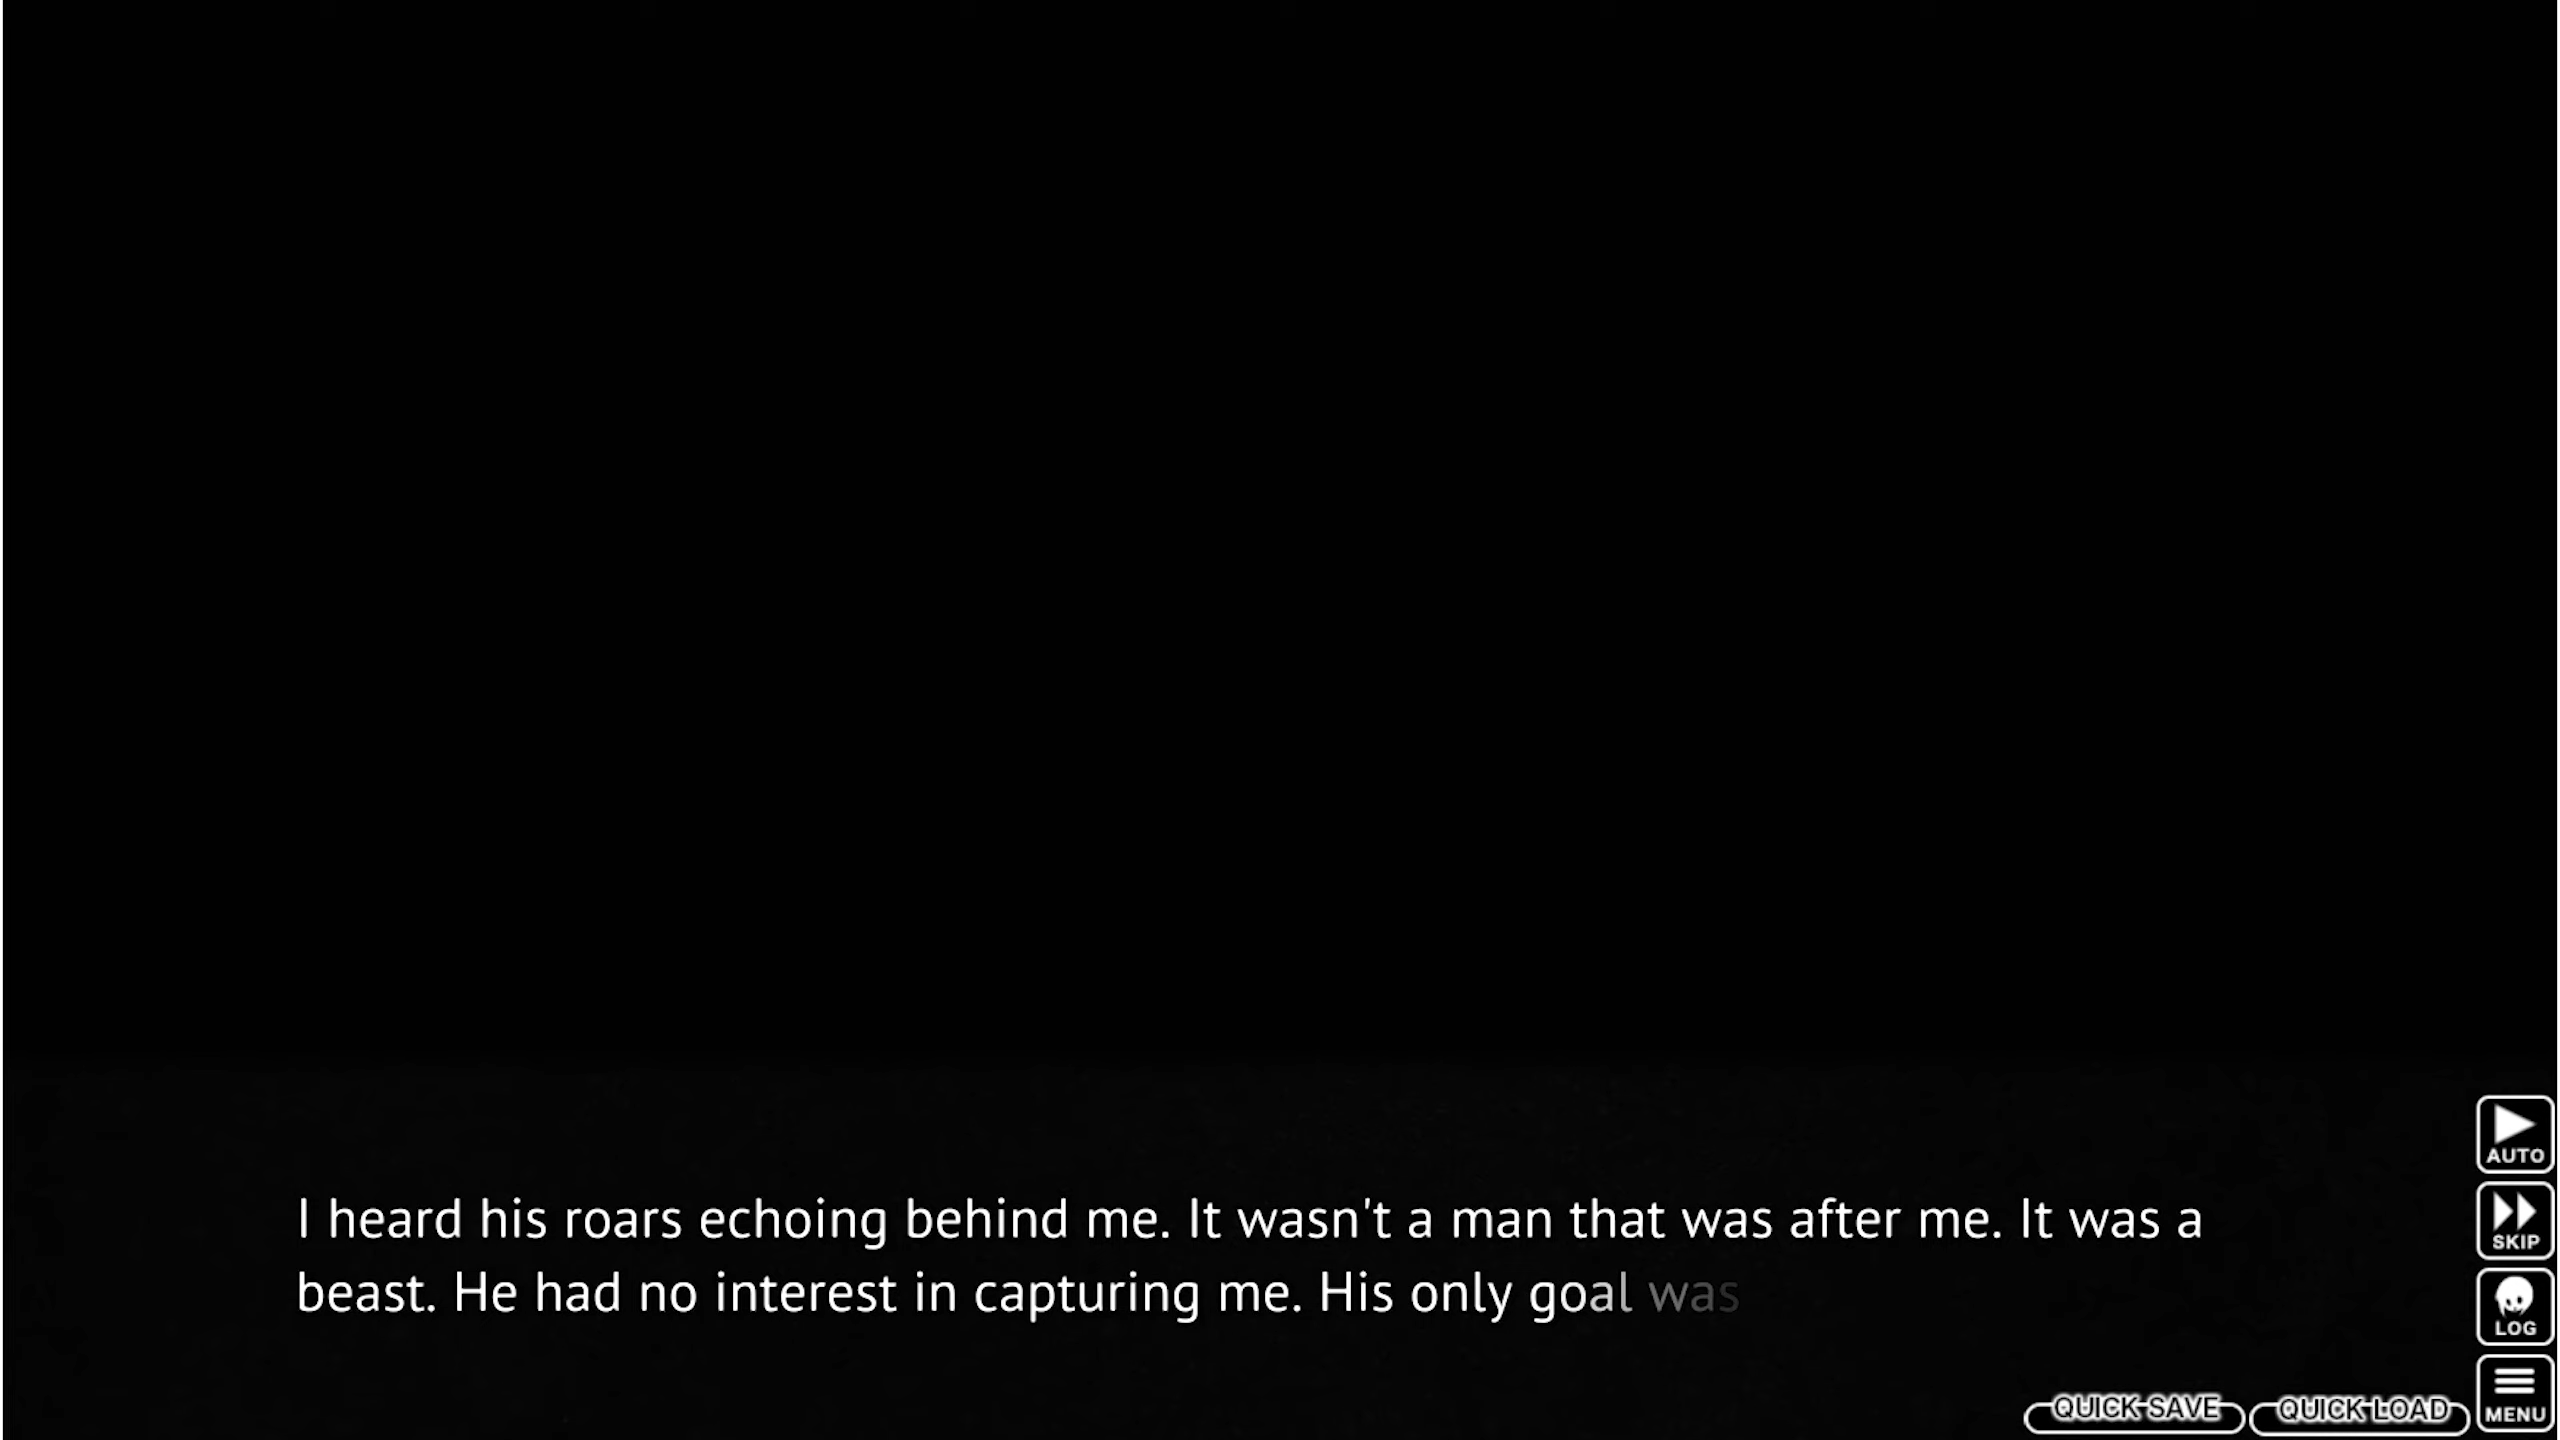 I heard his roars echoing behind me. It wasn't a man that was after me. It was a
beast. He had no interest in capturing me. His only goal was
AUTO
SKIP
LOG
MENU
QUICK SAVE
QUICK LOAD